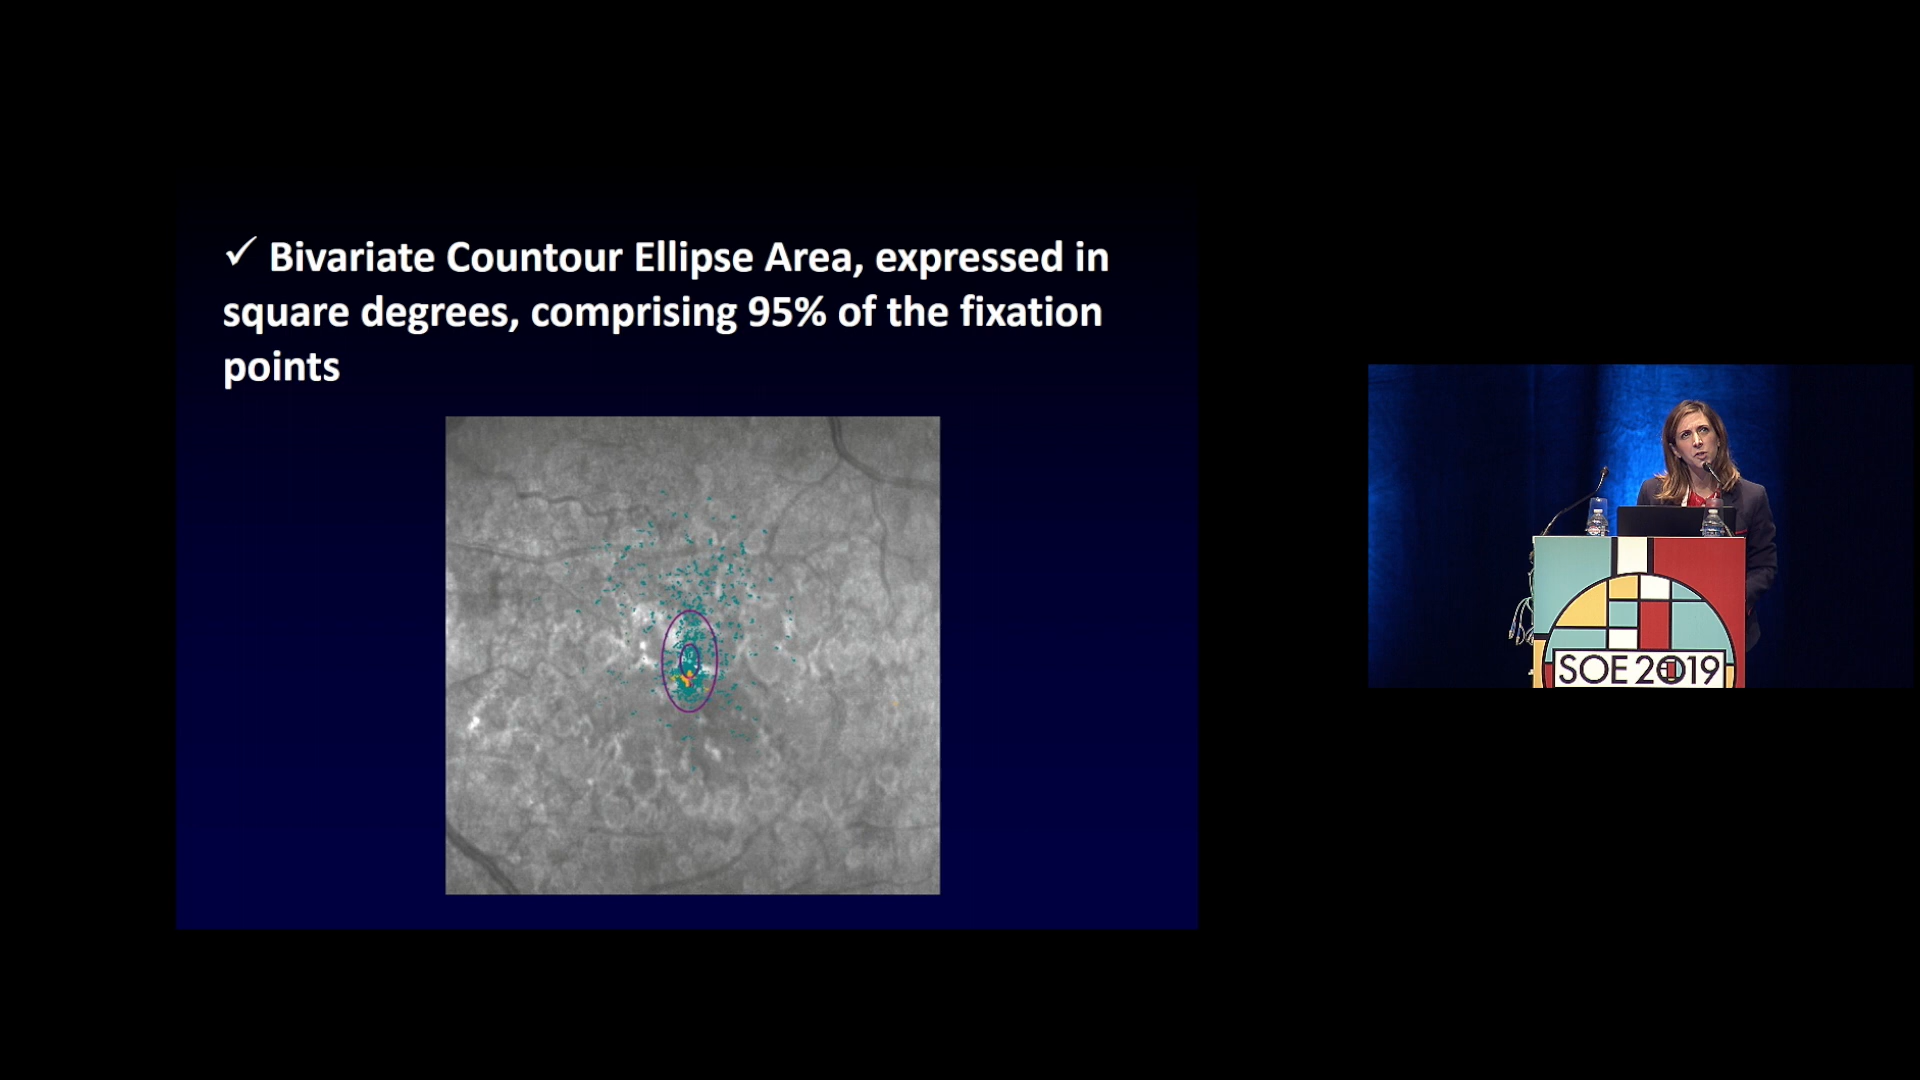 ✓ Bivariate Countour Ellipse Area, expressed in
square degrees, comprising 95% of the fixation
points
SOE 2019